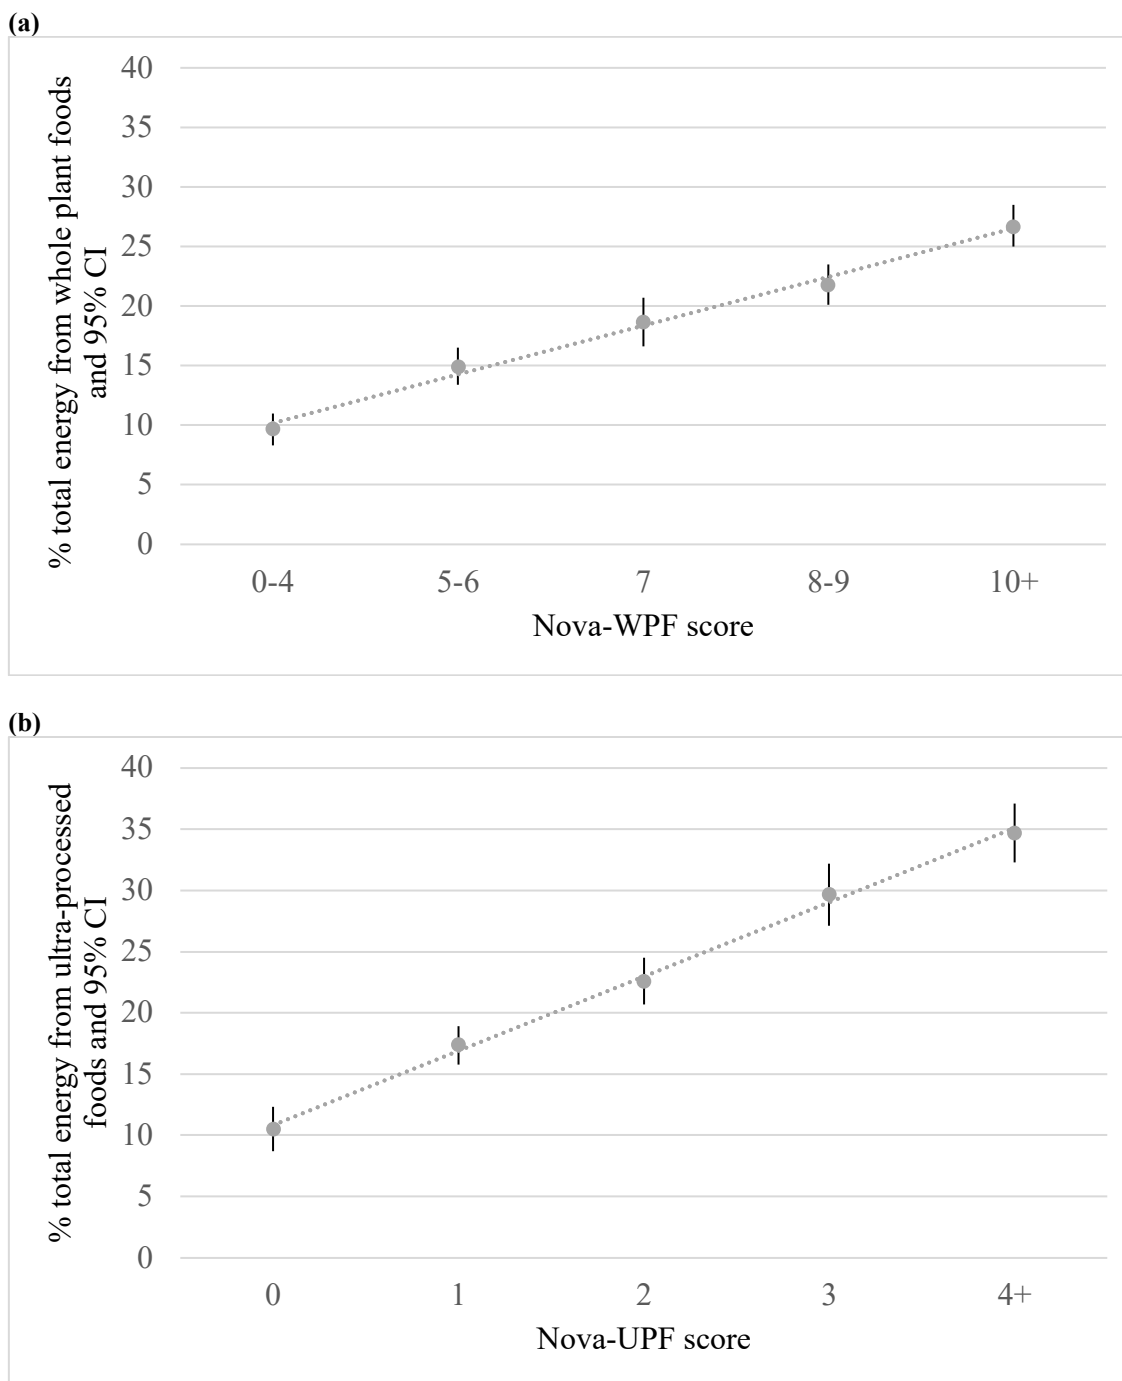 (a)
% total energy from whole plant foods
and 95% CI
40
35
30
25
20
15
10
5
0
0-4 5-6 7 8-9 10+
Nova-WPF score
(b)
% total energy from ultra-processed
foods and 95% CI
40
35
30
25
20
15
10
5
0
0 1 2 3 4+
Nova-UPF score